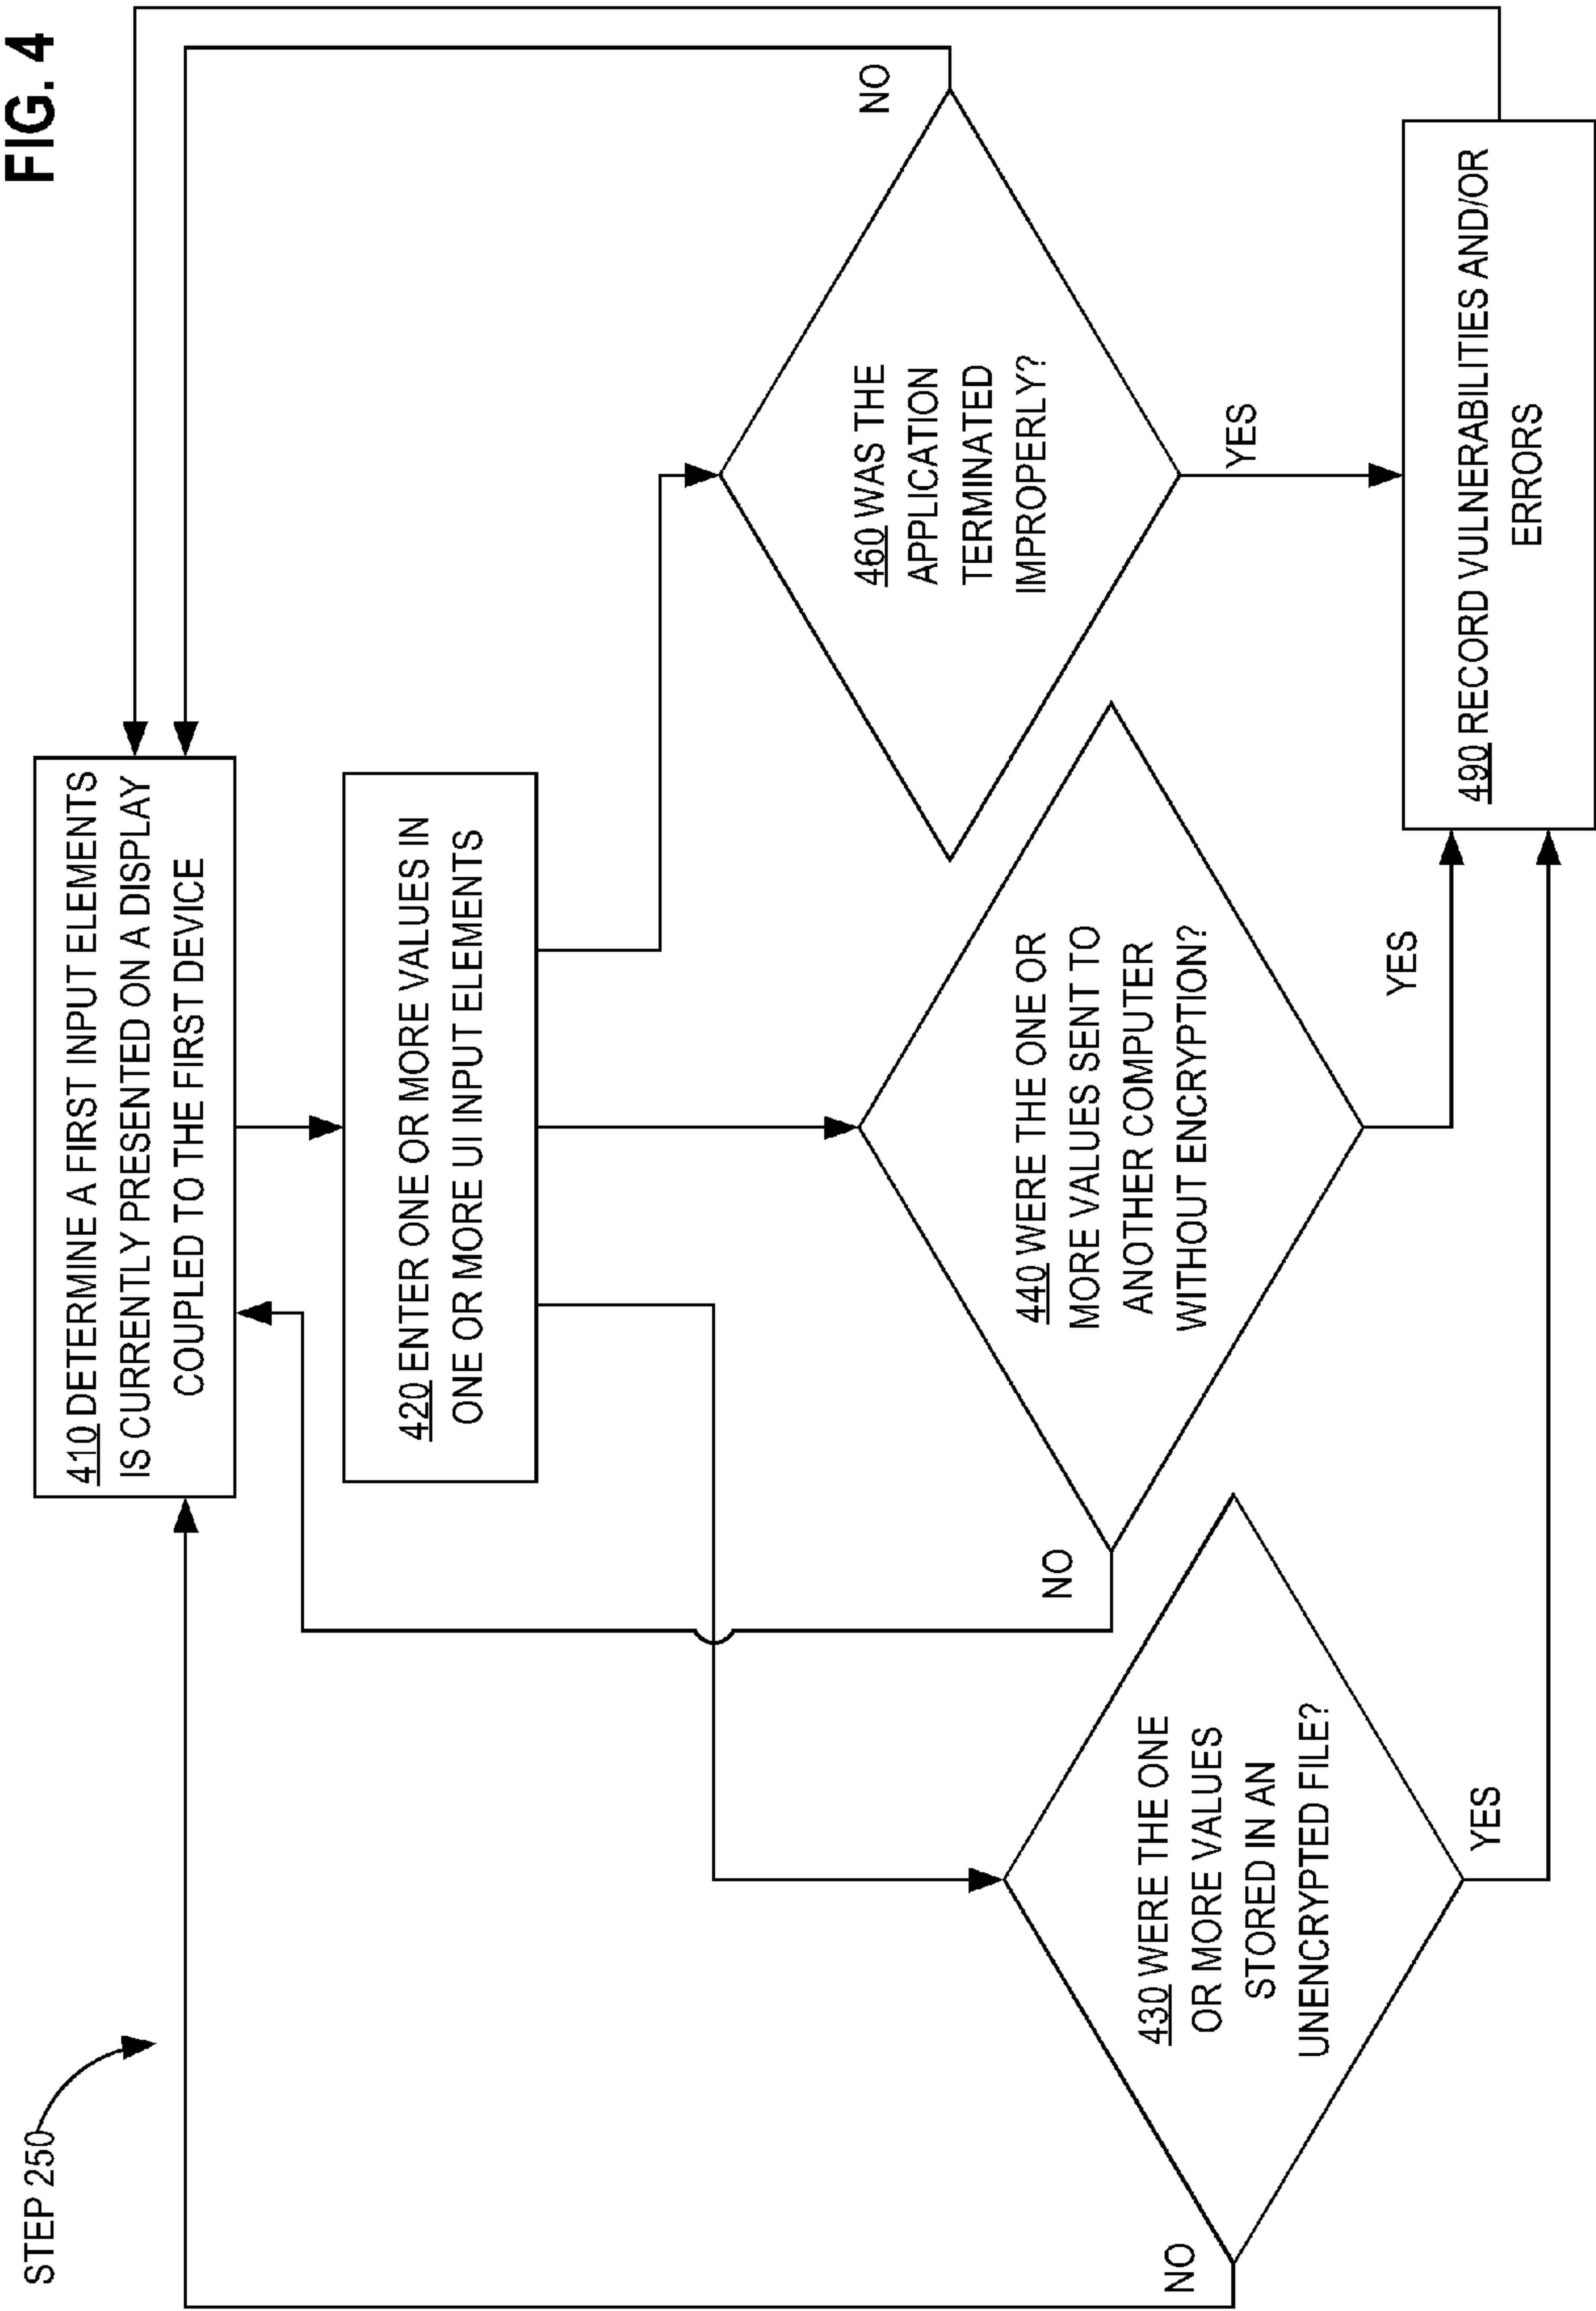 FIG. 4
STEP 250
410 DETERMINE A FIRST INPUT ELEMENTS
IS CURRENTLY PRESENTED ON A DISPLAY
COUPLED TO THE FIRST DEVICE
420 ENTER ONE OR MORE VALUES IN
ONE OR MORE UI INPUT ELEMENTS
430 WERE THE ONE
OR MORE VALUES
STORED IN AN
UNENCRYPTED FILE?
NO
YES
440 WERE THE ONE OR
MORE VALUES SENT TO
ANOTHER COMPUTER
WITHOUT ENCRYPTION?
NO
YES
460 WAS THE
APPLICATION
TERMINATED
IMPROPERLY?
NO
YES
490 RECORD VULNERABILITIES AND/OR
ERRORS